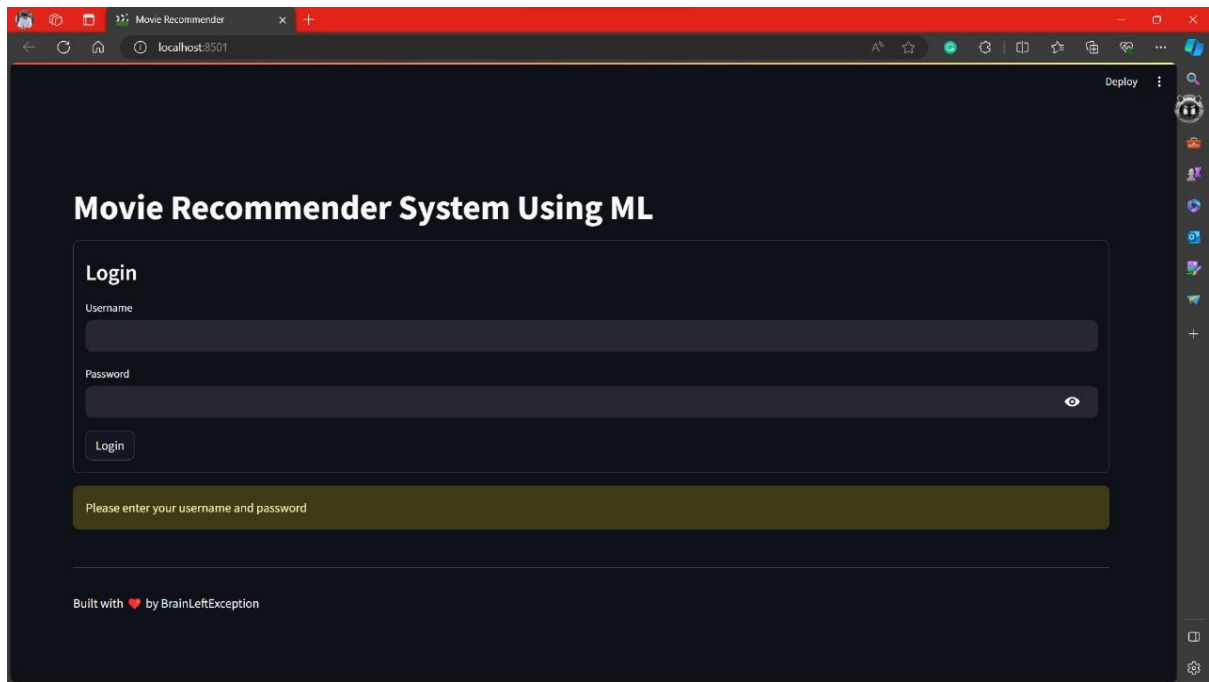 Movie Recommender
localhost:8501
Deploy
Movie Recommender System Using ML
Login
Username
Password
Login
Please enter your username and password
Built with ❤️ by BrainLeftException